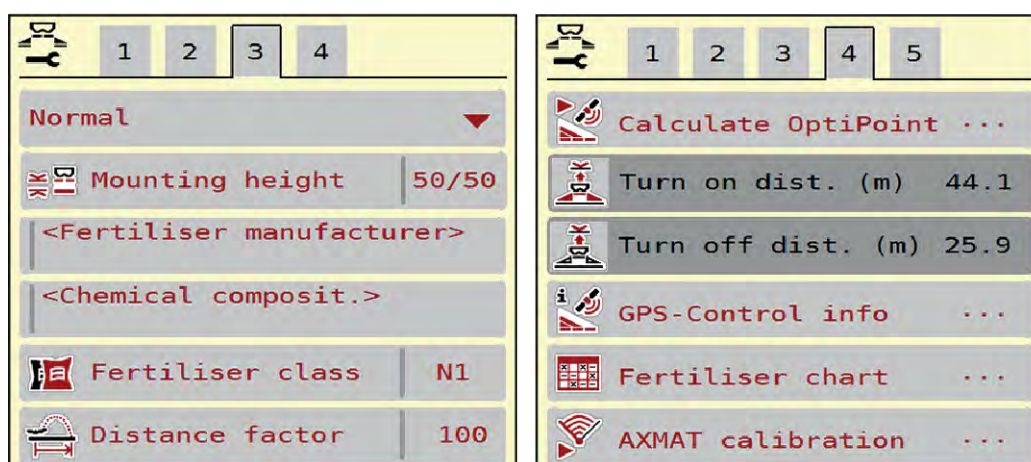 1 2 3 4
Normal
Mounting height 50/50
<Fertiliser manufacturer>
<Chemical composit.>
Fertiliser class N1
Distance factor 100
1 2 3 4 5
Calculate OptiPoint ...
Turn on dist. (m) 44.1
Turn off dist. (m) 25.9
i
GPS-Control info ...
Fertiliser chart ...
AXMAT calibration ...